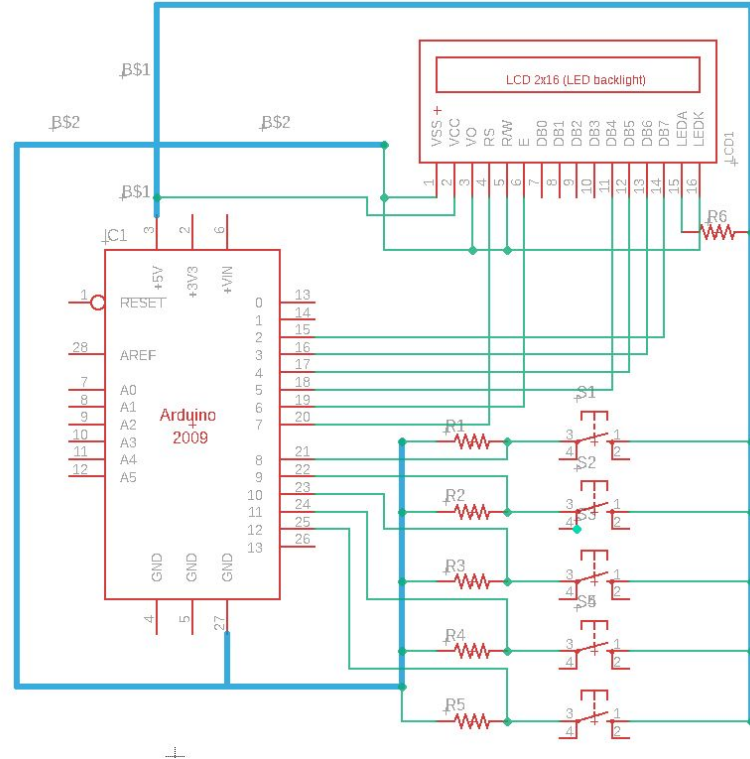 B$1
B$2
B$2
B$1
LCD 2x16 (LED backlight)
VSS
VCC
VO
RS
R/W
E
DB0
DB1
DB2
DB3
DB4
DB5
DB6
DB7
LEDA
LEDK
LCD1
1
2
3
4
5
6
7
8
9
10
11
12
13
14
15
16
R6
IC1
3
2
6
+5V
+3V3
+VIN
1
RESET
28
AREF
7
A0
8
A1
9
A2
10
A3
11
A4
12
A5
Arduino
2009
0
13
1
14
2
15
3
16
4
17
5
18
6
19
7
20
8
21
9
22
10
23
11
24
12
25
13
26
GND
GND
GND
4
5
27
R1
S1
3
1
4
2
R2
S2
3
1
4
2
S3
R3
3
1
4
2
R4
3
1
4
2
R5
3
1
4
2